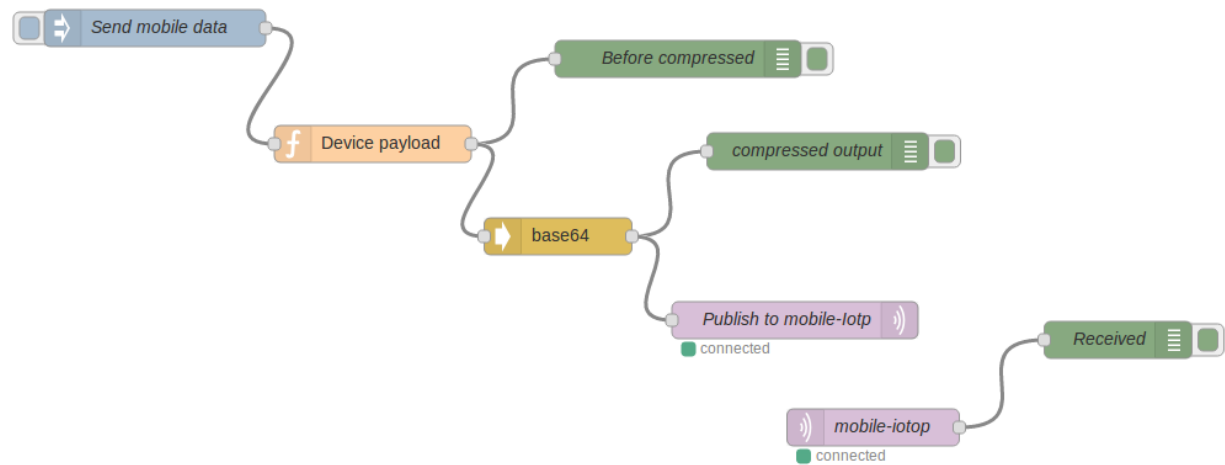 Send mobile data
Before compressed
Device payload
compressed output
base64
Publish to mobile-Iotp
connected
Received
mobile-iotop
connected